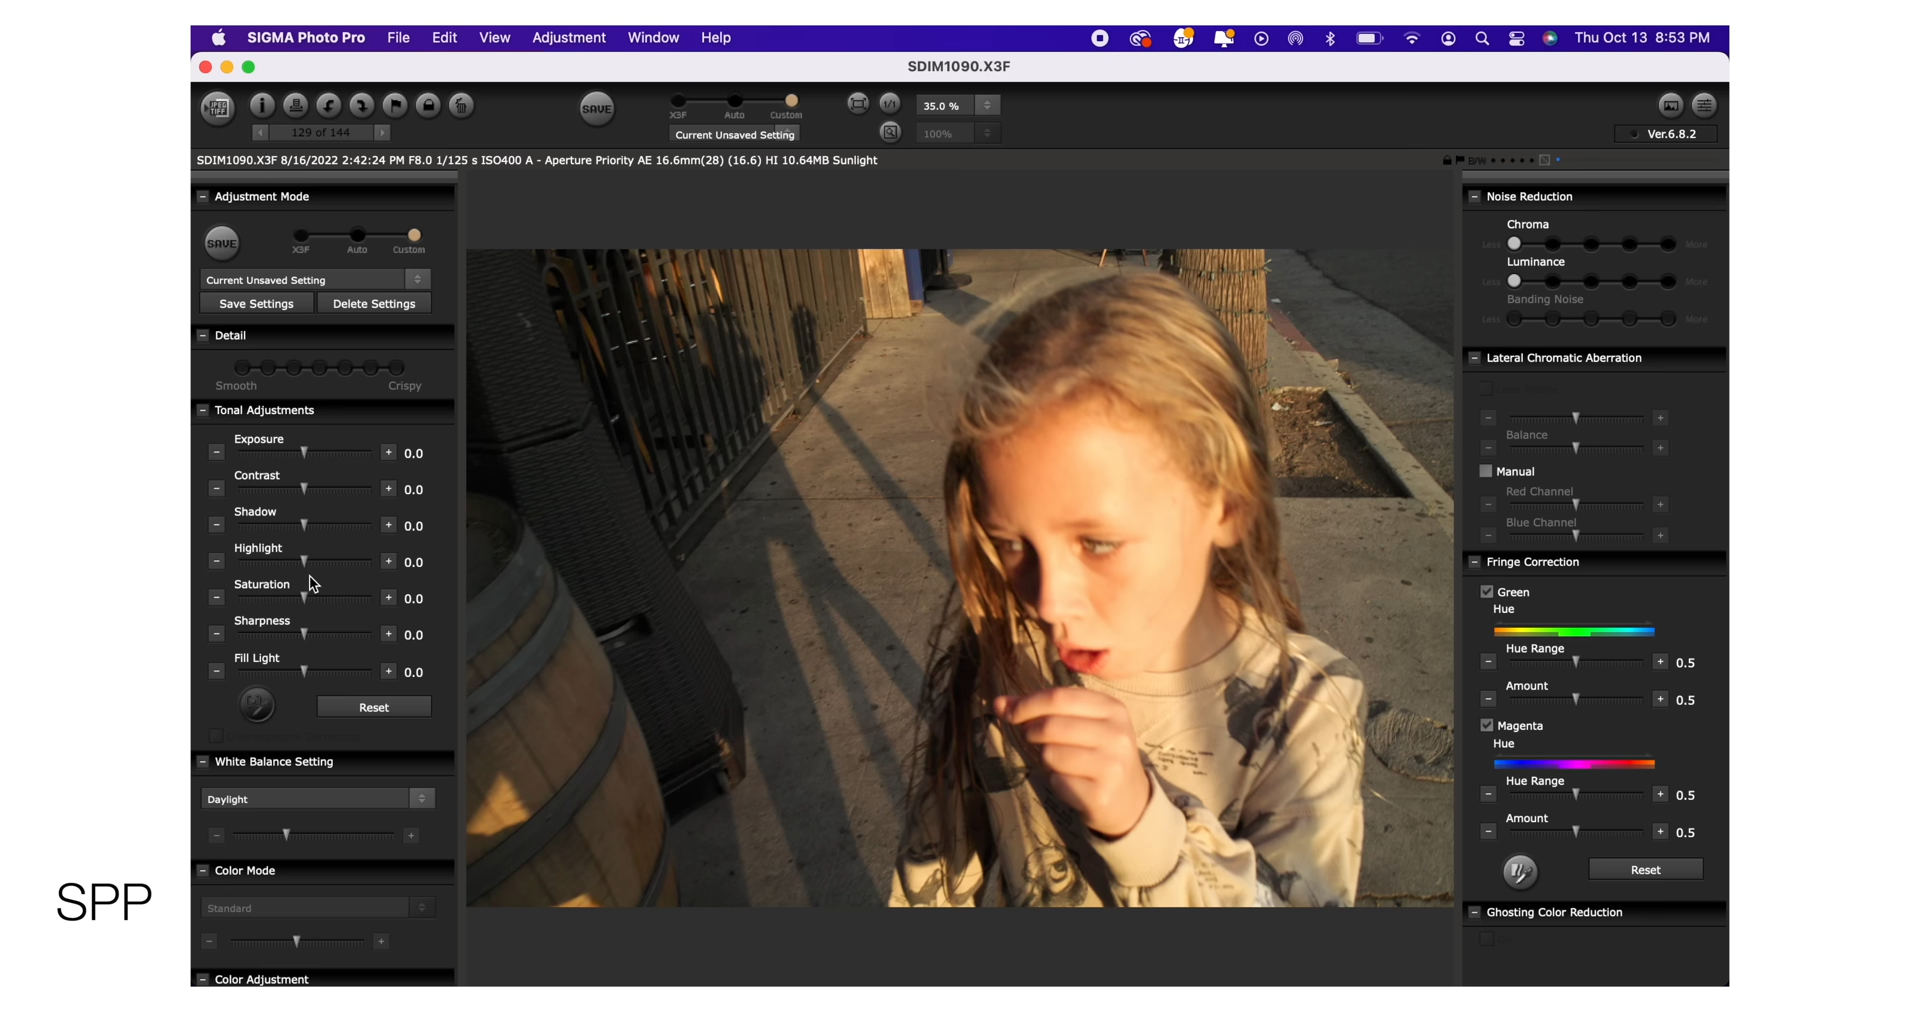 SIGMA Photo Pro File Edit View Adjustment Window Help Thu Oct 13 8:53 PM
SDIM1090.X3F
JPEG TIFF
SAVE
X3F Auto Custom
35.0 %
129 of 144
Current Unsaved Setting
100%
Ver.6.8.2
SDIM1090.X3F 8/16/2022 2:42:24 PM F8.0 1/125 s ISO400 A - Aperture Priority AE 16.6mm(28) (16.6) HI 10.64MB Sunlight
B/W
Adjustment Mode
SAVE
X3F Auto Custom
Current Unsaved Setting
Save Settings Delete Settings
Detail
Smooth Crispy
Tonal Adjustments
Exposure
0.0
Contrast
0.0
Shadow
0.0
Highlight
0.0
Saturation
0.0
Sharpness
0.0
Fill Light
0.0
Reset
White Balance Setting
Daylight
Color Mode
Standard
Color Adjustment
Noise Reduction
Chroma
Less More
Luminance
Less More
Banding Noise
Less More
Lateral Chromatic Aberration
Balance
Manual
Red Channel
Blue Channel
Fringe Correction
Green
Hue
Hue Range
0.5
Amount
0.5
Magenta
Hue
Hue Range
0.5
Amount
0.5
Reset
Ghosting Color Reduction
SPP